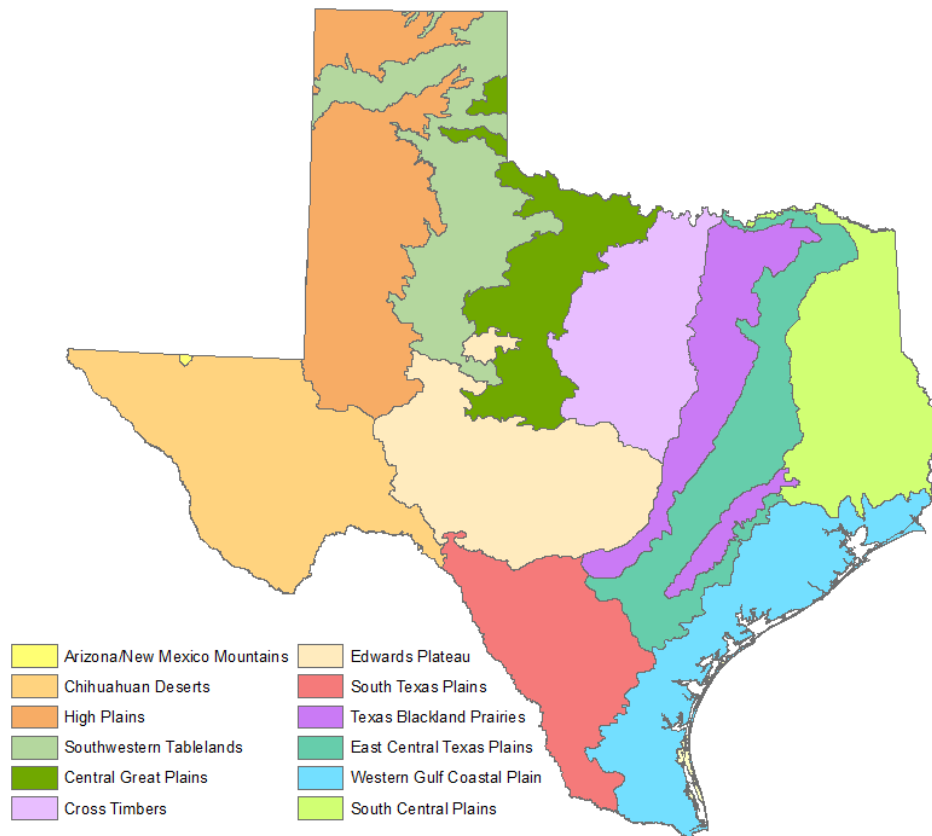 Arizona/New Mexico Mountains
Chihuahuan Deserts
High Plains
Southwestern Tablelands
Central Great Plains
Cross Timbers
Edwards Plateau
South Texas Plains
Texas Blackland Prairies
East Central Texas Plains
Western Gulf Coastal Plain
South Central Plains